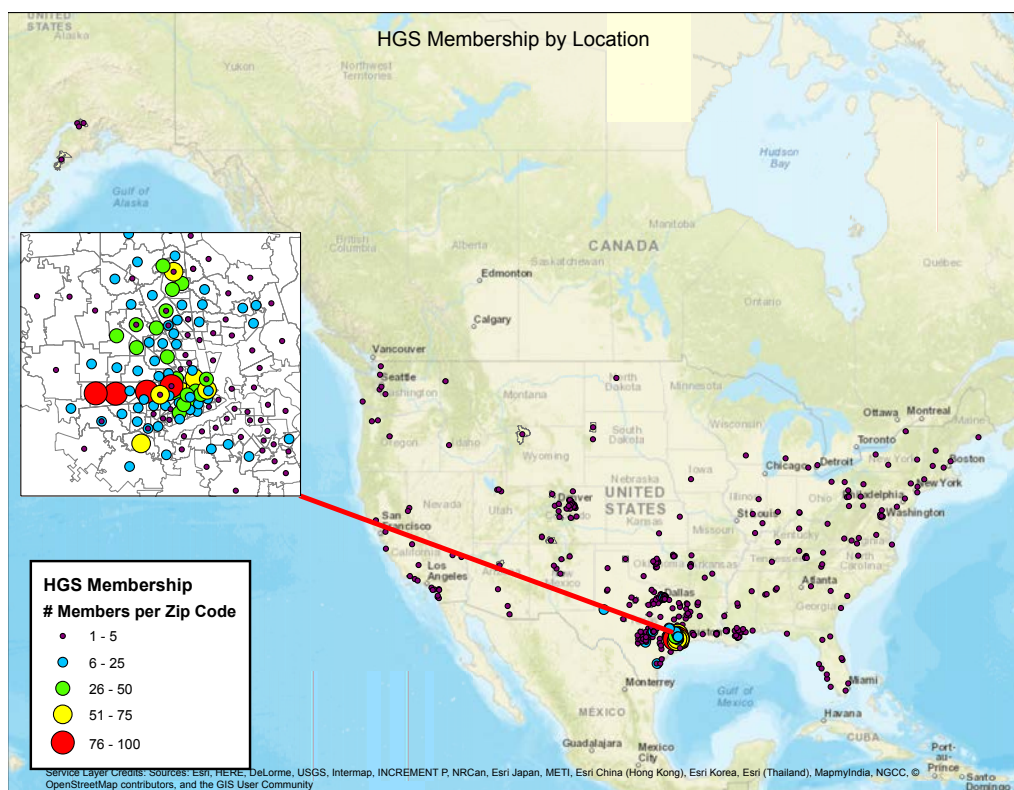 HGS Membership by Location
UNITED
STATES
Alaska
Yukon
Northwest
Territories
Hudson
Bay
Gulf of
Alaska
British
Columbia
Alberta
Saskatchewan
Manitoba
CANADA
Edmonton
Ontario
Québec
Calgary
Vancouver
Seattle
Washington
Montana
North
Dakota
Minnesota
Ottawa
Montreal
Maine
Oregon
Idaho
South
Dakota
Wisconsin
Toronto
Wyoming
Chicago
Detroit
New York
Boston
Nebraska
Iowa
Illinois
Ohio
Philadelphia
New York
Nevada
Utah
Denver
UNITED
STATES
Kansas
Missouri
St Louis
Washington
San
Francisco
California
Kentucky
Virginia
Los
Angeles
Arizona
New
Mexico
Oklahoma
Arkansas
Tennessee
North
Carolina
Dallas
Atlanta
Georgia
Monterrey
Gulf of
Mexico
Miami
MÉXICO
Havana
CUBA
Guadalajara
Mexico
City
Port-
au-
Prince
Santo
Domingo
HGS Membership
# Members per Zip Code
1 - 5
6 - 25
26 - 50
51 - 75
76 - 100
Service Layer Credits: Sources: Esri, HERE, DeLorme, USGS, Intermap, INCREMENT P, NRCan, Esri Japan, METI, Esri China (Hong Kong), Esri Korea, Esri (Thailand), MapmyIndia, NGCC, ©
OpenStreetMap contributors, and the GIS User Community